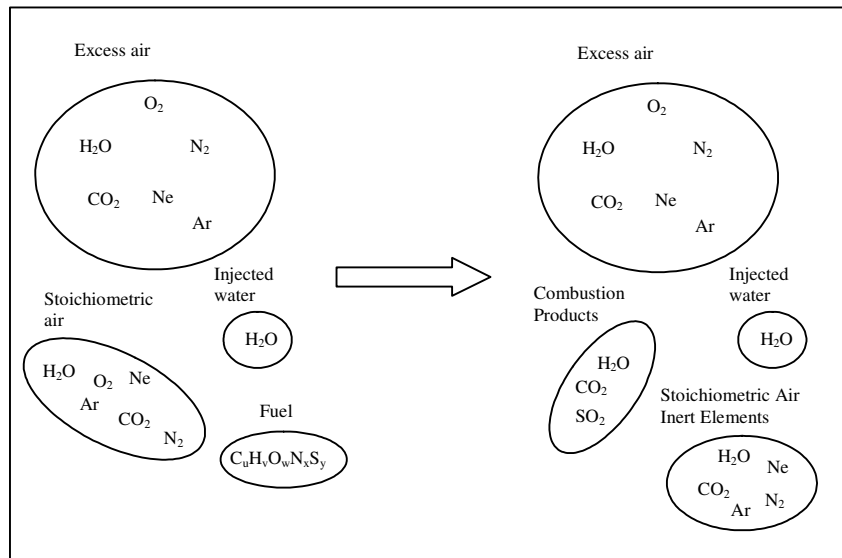 Excess air
O₂
H₂O N₂
CO₂ Ne
Ar
Injected
water
H₂O
Stoichiometric
air
H₂O O₂ Ne
Ar CO₂
N₂
Fuel
CᵤHᵥO_wNₓS_y
Excess air
O₂
H₂O N₂
CO₂ Ne
Ar
Combustion
Products
H₂O
CO₂
SO₂
Injected
water
H₂O
Stoichiometric Air
Inert Elements
H₂O Ne
CO₂ N₂
Ar